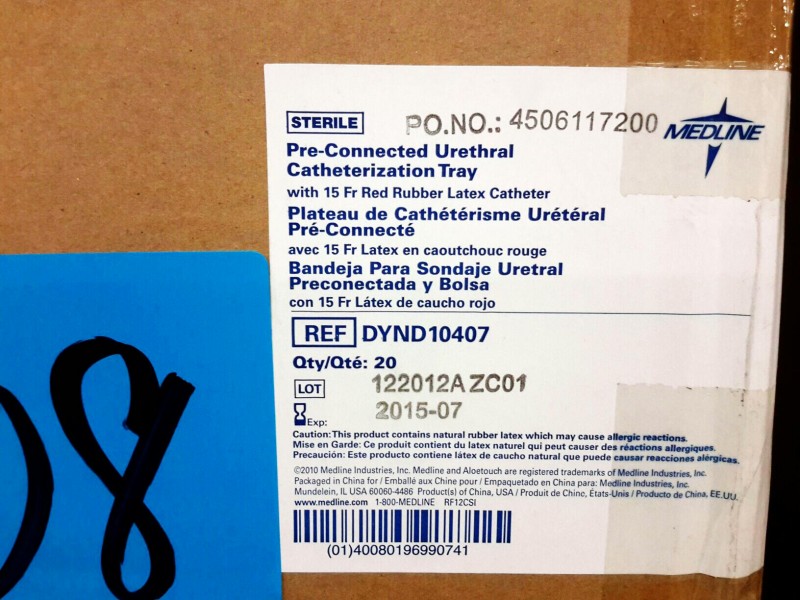 STERILE
PO.NO.: 4506117200
MEDLINE
Pre-Connected Urethral
Catheterization Tray
with 15 Fr Red Rubber Latex Catheter
Plateau de Cathétérisme Urétéral
Pré-Connecté
avec 15 Fr Latex en caoutchouc rouge
Bandeja Para Sondaje Uretral
Preconectada y Bolsa
con 15 Fr Látex de caucho rojo
REF DYND10407
Qty/Qté: 20
LOT 122012A ZC01
Exp: 2015-07
Caution: This product contains natural rubber latex which may cause allergic reactions.
Mise en Garde: Ce produit contient du latex naturel qui peut causer des réactions allergiques.
Precaución: Este producto contiene látex de caucho natural que puede causar reacciones alérgicas.
©2010 Medline Industries, Inc. Medline and Aloetouch are registered trademarks of Medline Industries, Inc.
Packaged in China for / Emballé aux Chine pour / Empaquetado en China para: Medline Industries, Inc.
Mundelein, IL USA 60060-4486 Product(s) of China, USA / Produit de Chine, États-Unis / Producto de China, EE.UU.
www.medline.com 1-800-MEDLINE RF12CSI
(01)40080196990741
8